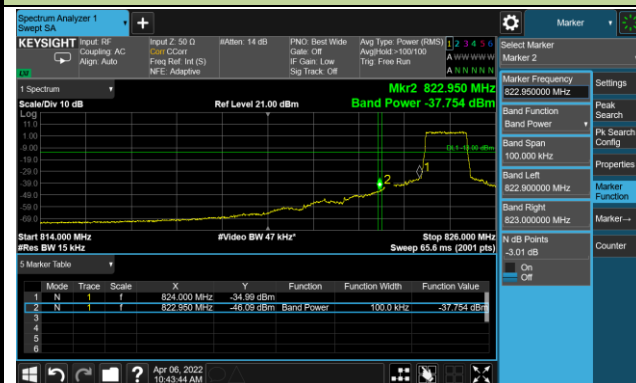 Spectrum Analyzer 1
Swept SA
+
Marker
KEYSIGHT
Input: RF
Coupling: AC
Align: Auto
Input Z: 50 Ω
Corr CCorr
Freq Ref: Int (S)
NFE: Adaptive
#Atten: 14 dB
PNO: Best Wide
Gate: Off
IF Gain: Low
Sig Track: Off
Avg Type: Power (RMS)
Avg|Hold:>100/100
Trig: Free Run
1 2 3 4 5 6
A W W W W W
A N N N N N
LV
Select Marker
Marker 2
1 Spectrum
Mkr2 822.950 MHz
Scale/Div 10 dB
Ref Level 21.00 dBm
Band Power -37.754 dBm
Log
11.0
1.00
-9.00
-19.0
-29.0
-39.0
-49.0
-59.0
-69.0
DL1 -13.00 dBm
1
2
Start 814.000 MHz
#Video BW 47 kHz*
Stop 826.000 MHz
#Res BW 15 kHz
Sweep 65.6 ms (2001 pts)
5 Marker Table
Mode Trace Scale X Y Function Function Width Function Value
1 N 1 f 824.000 MHz -34.99 dBm
2 N 1 f 822.950 MHz -46.09 dBm Band Power 100.0 kHz -37.754 dBm
3
4
5
6
Marker Frequency
822.950000 MHz
Band Function
Band Power
Band Span
100.000 kHz
Band Left
822.900000 MHz
Band Right
823.000000 MHz
N dB Points
-3.01 dB
On
Off
Settings
Peak
Search
Pk Search
Config
Properties
Marker
Function
Marker→
Counter
?
Apr 06, 2022
10:43:44 AM